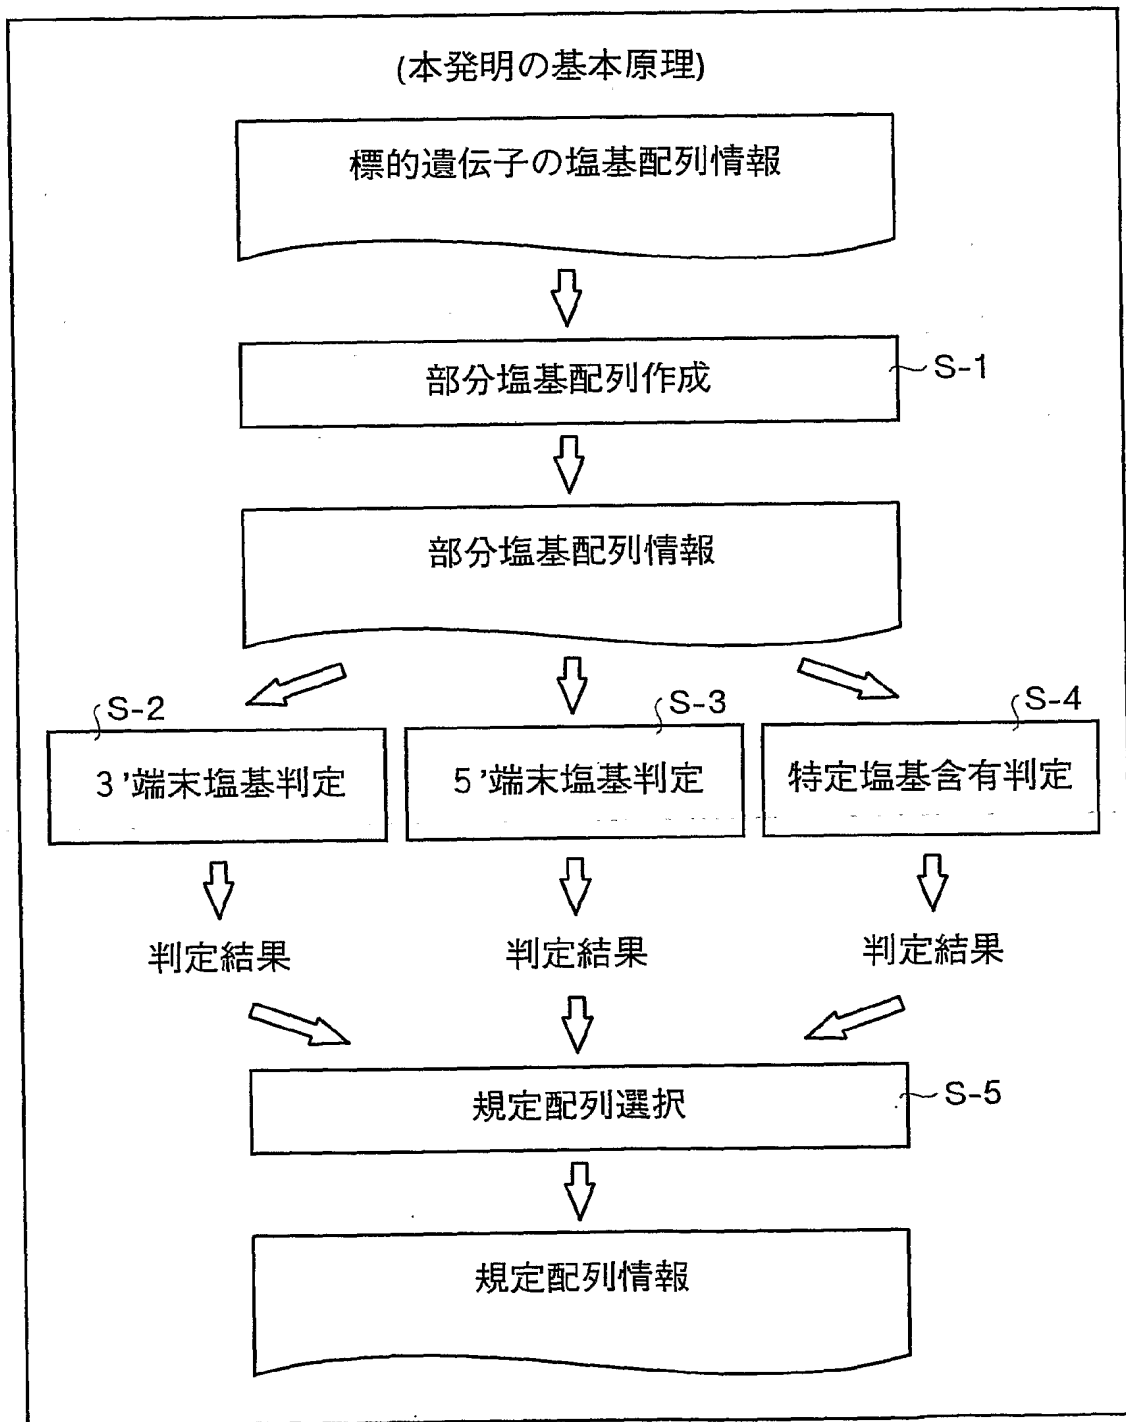 (本発明の基本原理)
標的遺伝子の塩基配列情報
部分塩基配列作成
S-1
部分塩基配列情報
S-2
S-3
S-4
3'端末塩基判定
5'端末塩基判定
特定塩基含有判定
判定結果
判定結果
判定結果
規定配列選択
S-5
規定配列情報